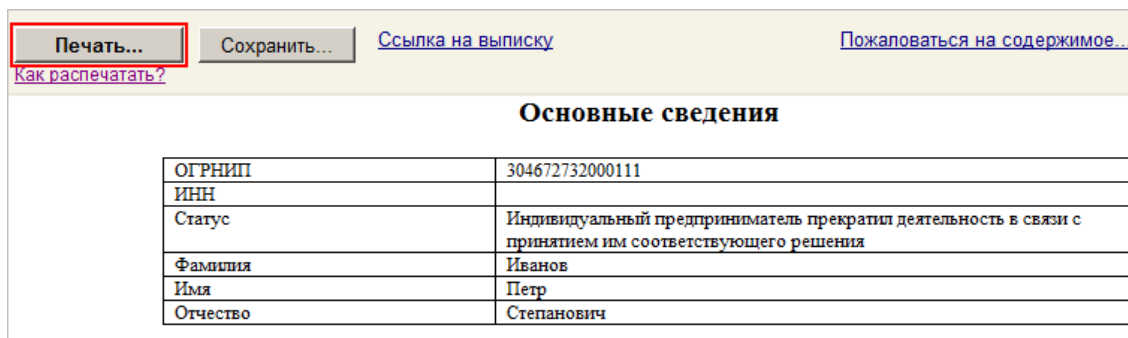 Печать... Сохранить... Ссылка на выписку Пожаловаться на содержимое...
Как распечатать?
Основные сведения
ОГРНИП 304672732000111
ИНН
Статус Индивидуальный предприниматель прекратил деятельность в связи с
принятием им соответствующего решения
Фамилия Иванов
Имя Петр
Отчество Степанович